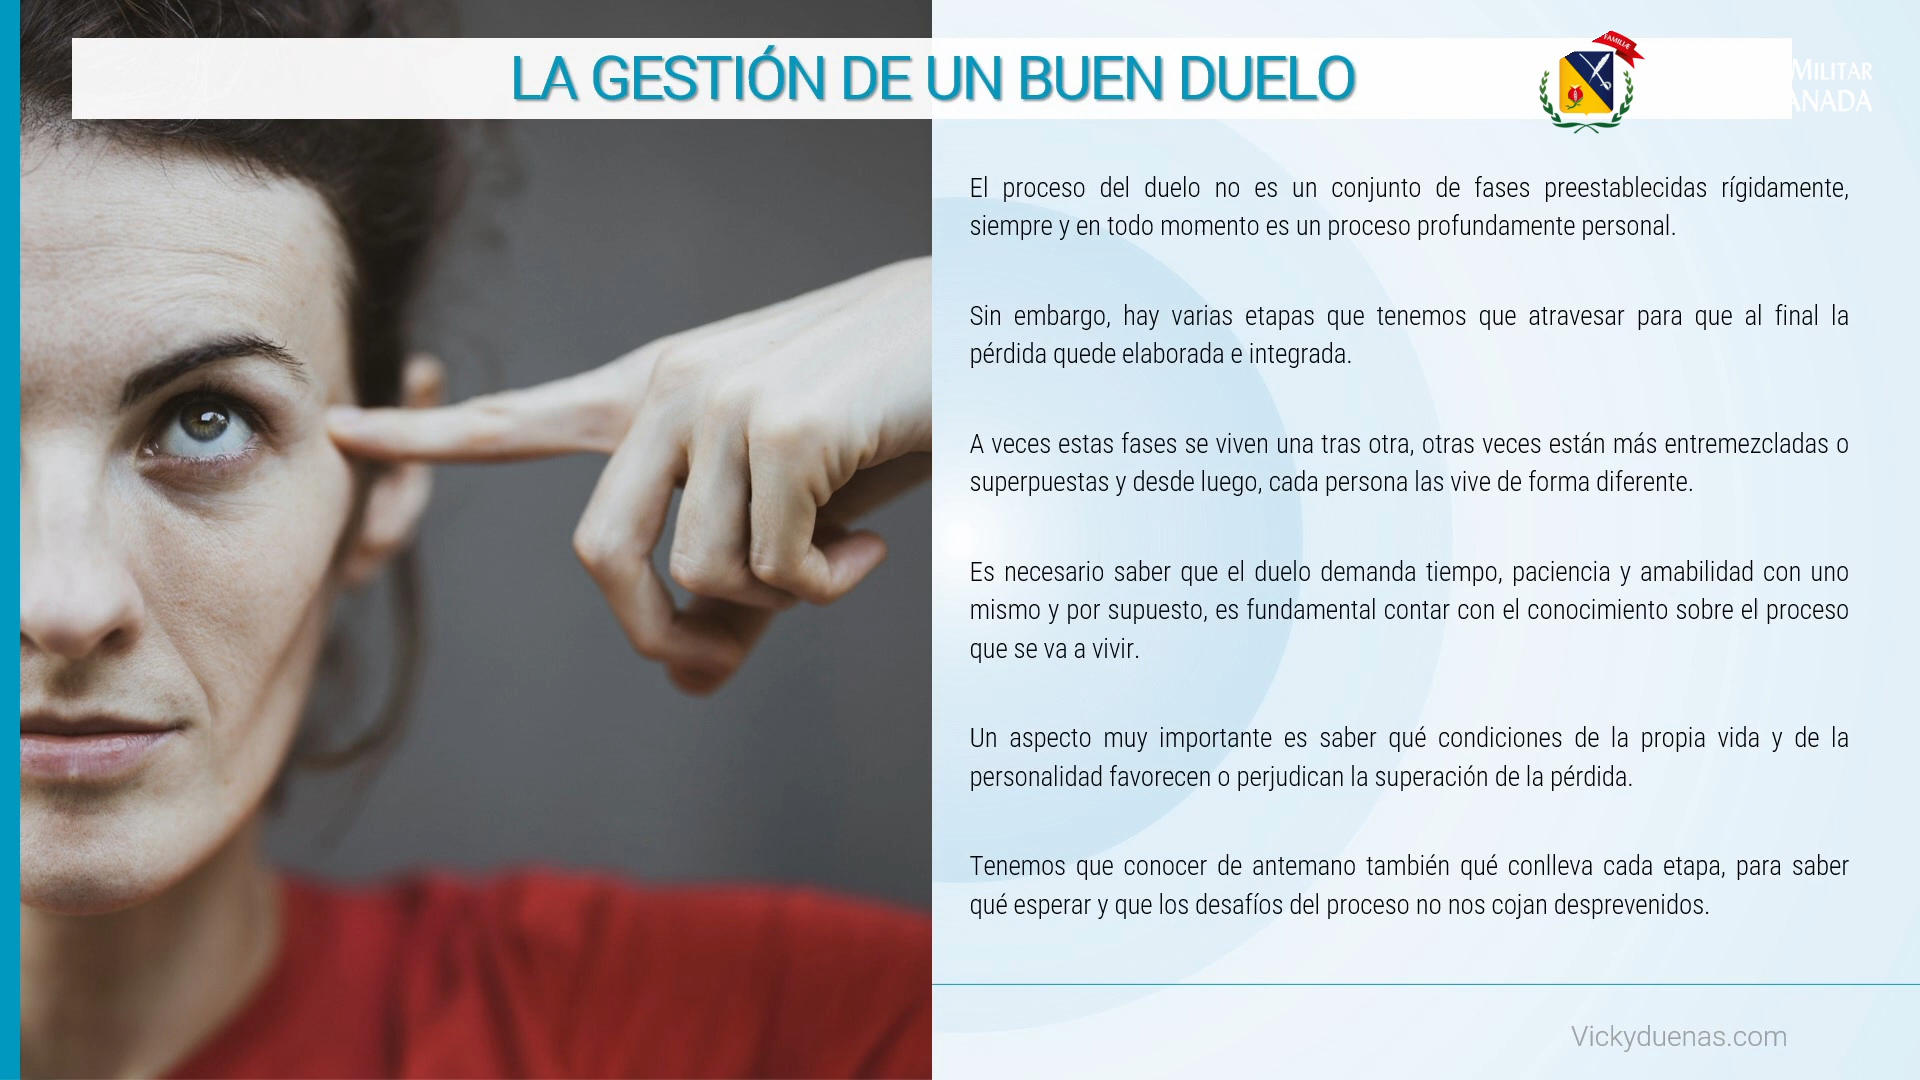 LA GESTIÓN DE UN BUEN DUELO
FAMILIÆ
MILITAR
El proceso del duelo no es un conjunto de fases preestablecidas rígidamente,
siempre y en todo momento es un proceso profundamente personal.
Sin embargo, hay varias etapas que tenemos que atravesar para que al final la
pérdida quede elaborada e integrada.
A veces estas fases se viven una tras otra, otras veces están más entremezcladas o
superpuestas y desde luego, cada persona las vive de forma diferente.
Es necesario saber que el duelo demanda tiempo, paciencia y amabilidad con uno
mismo y por supuesto, es fundamental contar con el conocimiento sobre el proceso
que se va a vivir.
Un aspecto muy importante es saber qué condiciones de la propia vida y de la
personalidad favorecen o perjudican la superación de la pérdida.
Tenemos que conocer de antemano también qué conlleva cada etapa, para saber
qué esperar y que los desafíos del proceso no nos cojan desprevenidos.
Vickyduenas.com